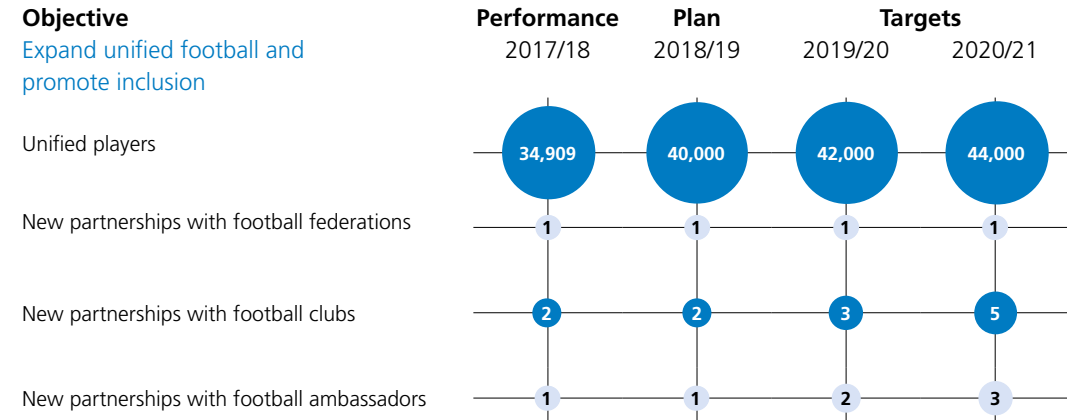 Objective Performance Plan Targets
Expand unified football and 2017/18 2018/19 2019/20 2020/21
promote inclusion
Unified players 34,909 40,000 42,000 44,000
New partnerships with football federations 1 1 1 1
New partnerships with football clubs 2 2 3 5
New partnerships with football ambassadors 1 1 2 3